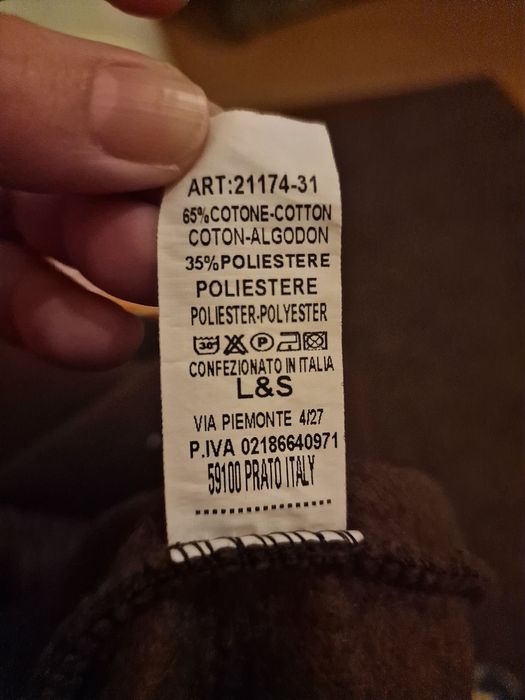 ART:21174-31
65%COTONE-COTTON
COTON-ALGODON
35%POLIESTERE
POLIESTERE
POLIESTER-POLYESTER
30° P
CONFEZIONATO IN ITALIA
L&S
VIA PIEMONTE 4/27
P.IVA 02186640971
59100 PRATO ITALY